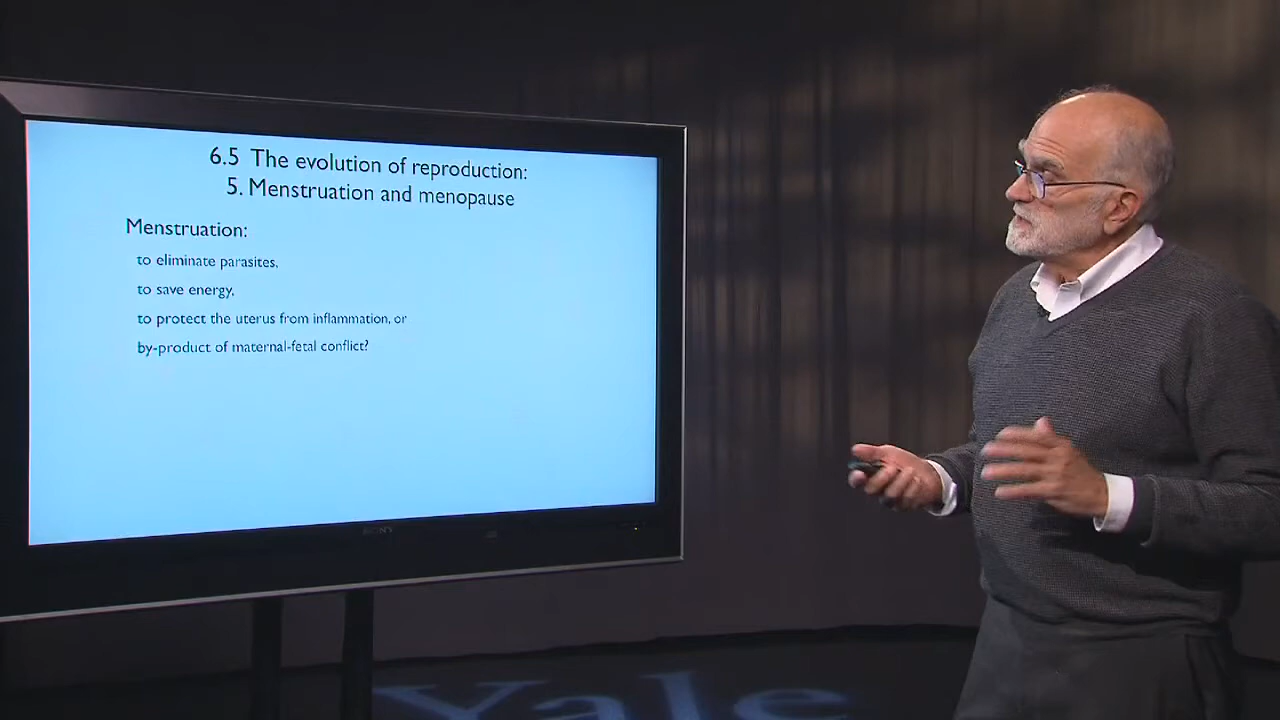 6.5 The evolution of reproduction:
5. Menstruation and menopause
Menstruation:
to eliminate parasites,
to save energy,
to protect the uterus from inflammation, or
by-product of maternal-fetal conflict?
SONY
Yale